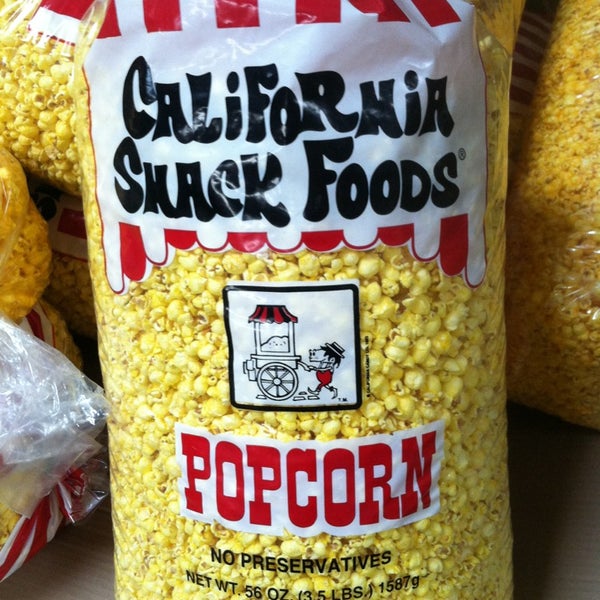 CALIFORNIA
SNACK FOODS®
T.M.
POPCORN
NO PRESERVATIVES
NET WT. 56 OZ. (3.5 LBS.) 1587g